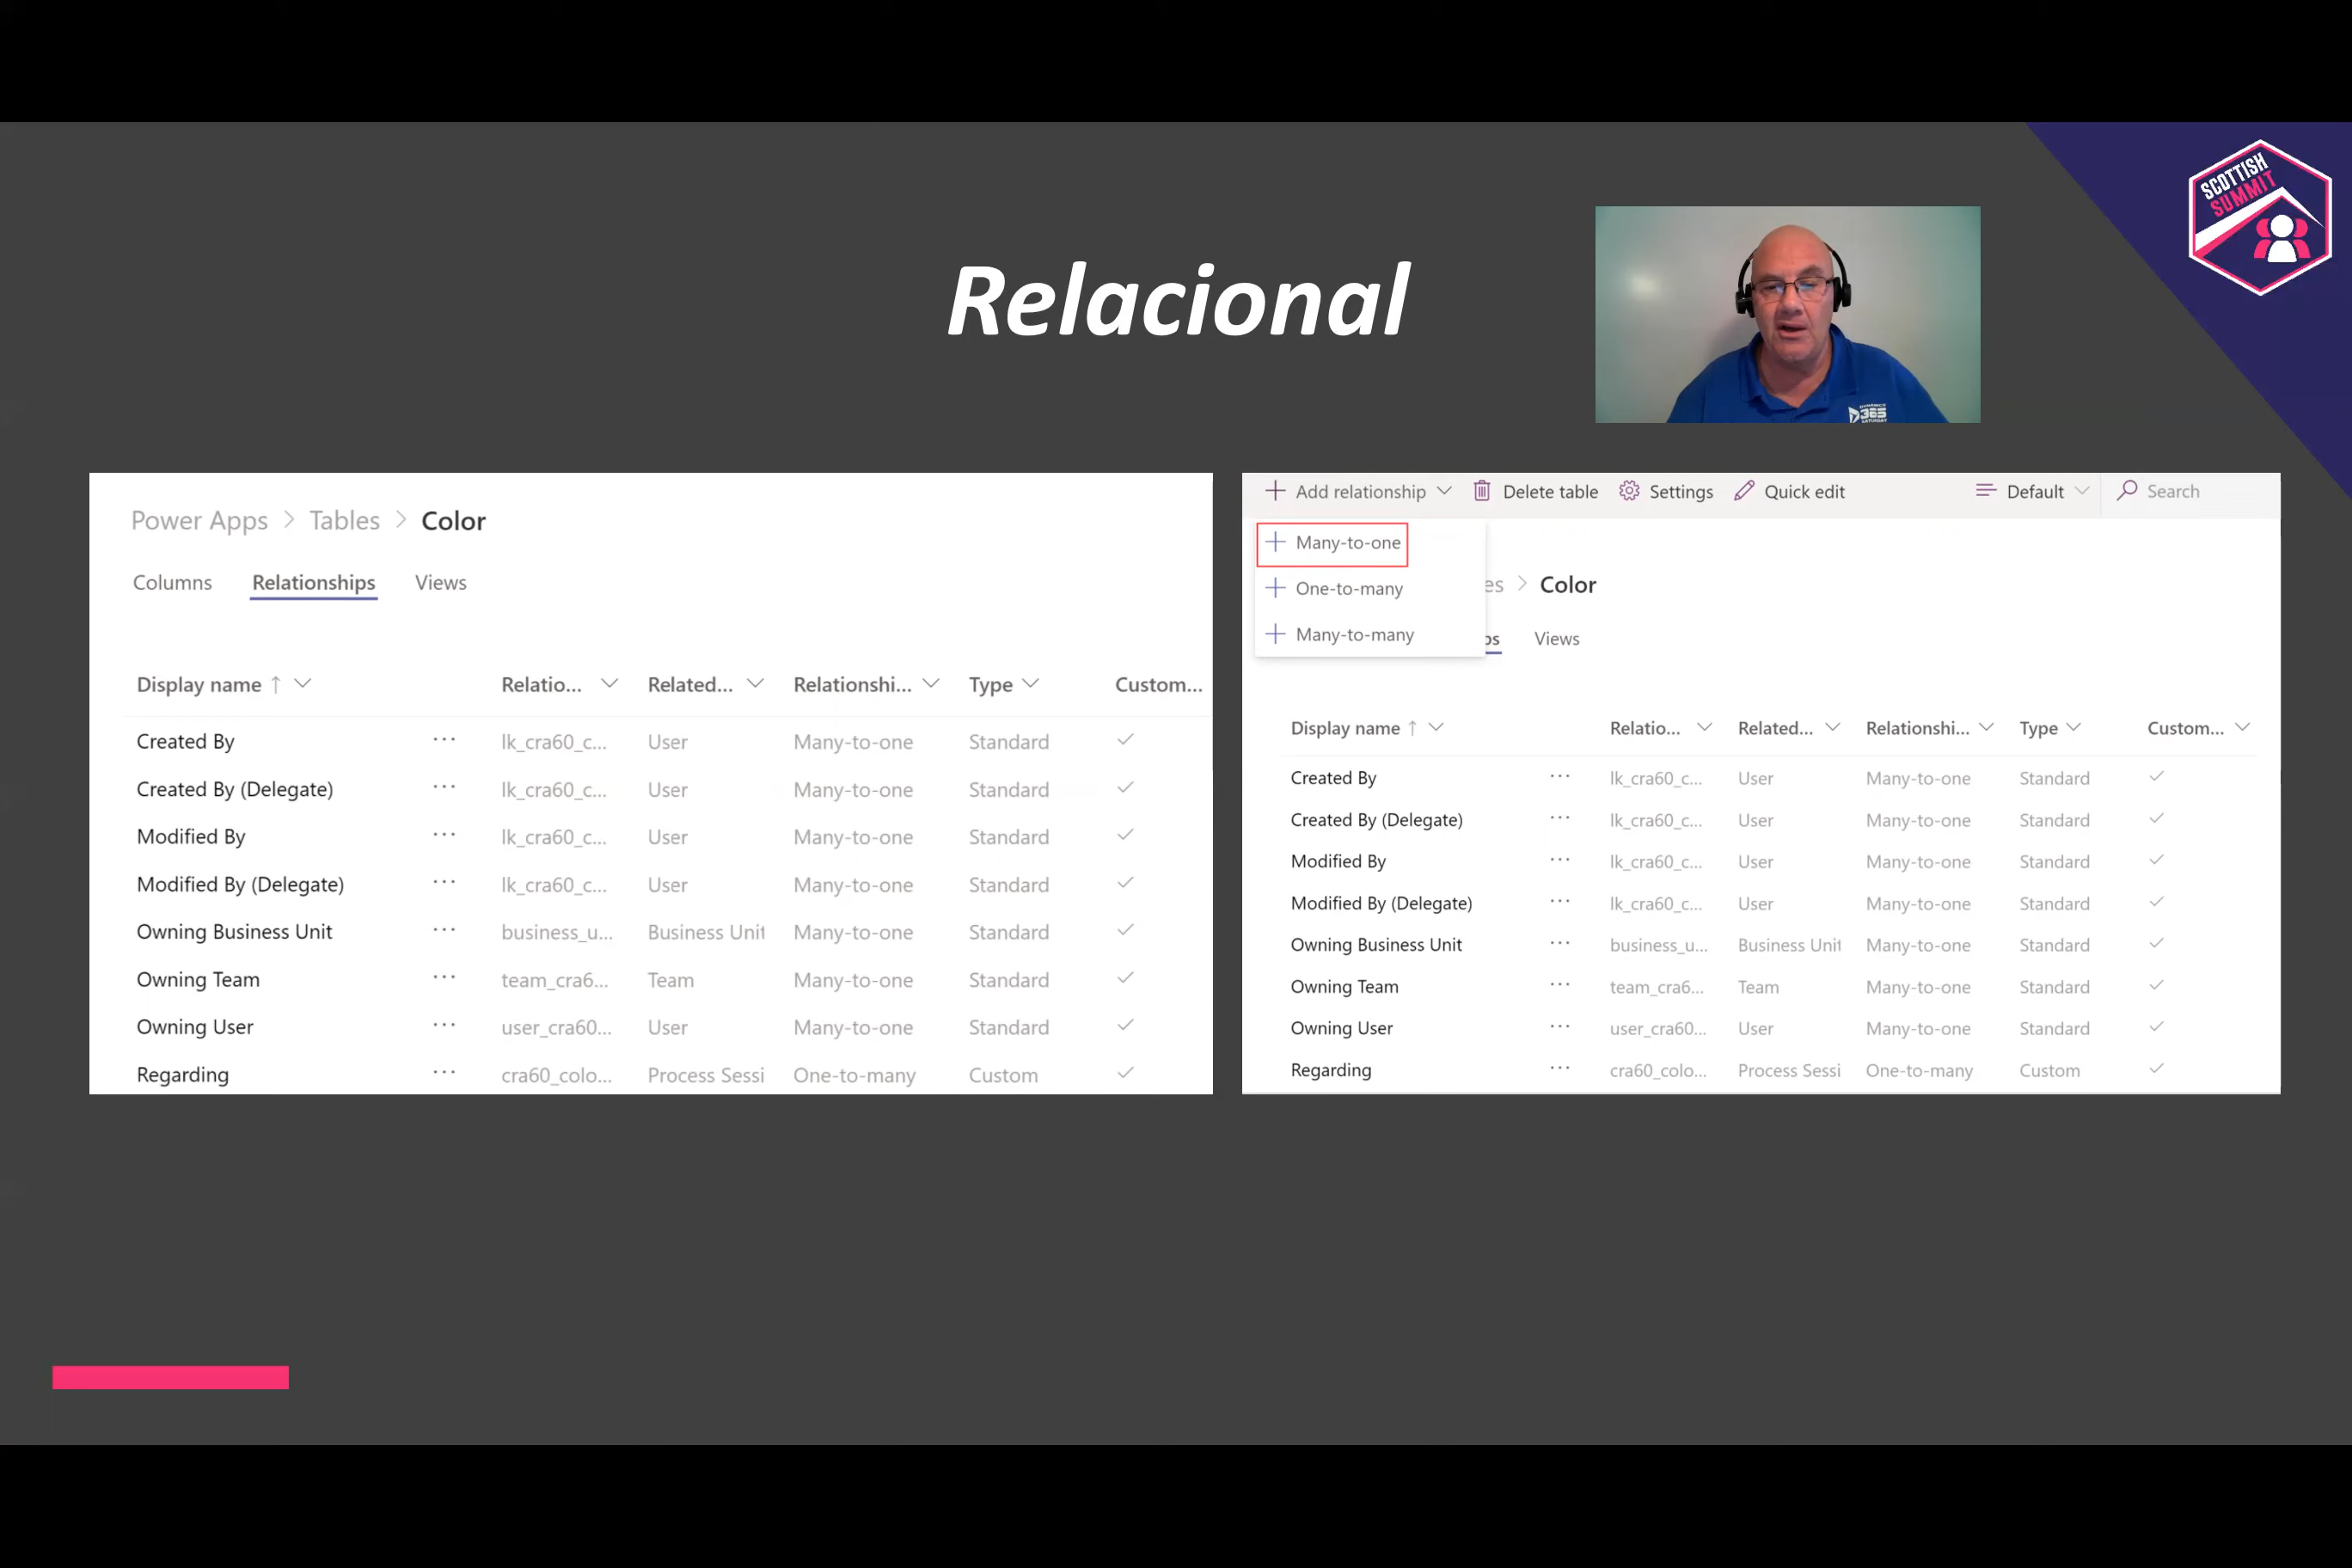 Relacional
SCOTTISH
SUMMIT
DYNAMICS
365
SATURDAY
Power Apps > Tables > Color
Columns Relationships Views
Display name ↑ Relatio... Related... Relationshi... Type Custom...
Created By ... lk_cra60_c... User Many-to-one Standard ✓
Created By (Delegate) ... lk_cra60_c... User Many-to-one Standard ✓
Modified By ... lk_cra60_c... User Many-to-one Standard ✓
Modified By (Delegate) ... lk_cra60_c... User Many-to-one Standard ✓
Owning Business Unit ... business_u... Business Unit Many-to-one Standard ✓
Owning Team ... team_cra6... Team Many-to-one Standard ✓
Owning User ... user_cra60... User Many-to-one Standard ✓
Regarding ... cra60_colo... Process Sessi One-to-many Custom ✓
+ Add relationship Delete table Settings Quick edit Default Search
+ Many-to-one
+ One-to-many
+ Many-to-many
es > Color
ps Views
Display name ↑ Relatio... Related... Relationshi... Type Custom...
Created By ... lk_cra60_c... User Many-to-one Standard ✓
Created By (Delegate) ... lk_cra60_c... User Many-to-one Standard ✓
Modified By ... lk_cra60_c... User Many-to-one Standard ✓
Modified By (Delegate) ... lk_cra60_c... User Many-to-one Standard ✓
Owning Business Unit ... business_u... Business Unit Many-to-one Standard ✓
Owning Team ... team_cra6... Team Many-to-one Standard ✓
Owning User ... user_cra60... User Many-to-one Standard ✓
Regarding ... cra60_colo... Process Sessi One-to-many Custom ✓